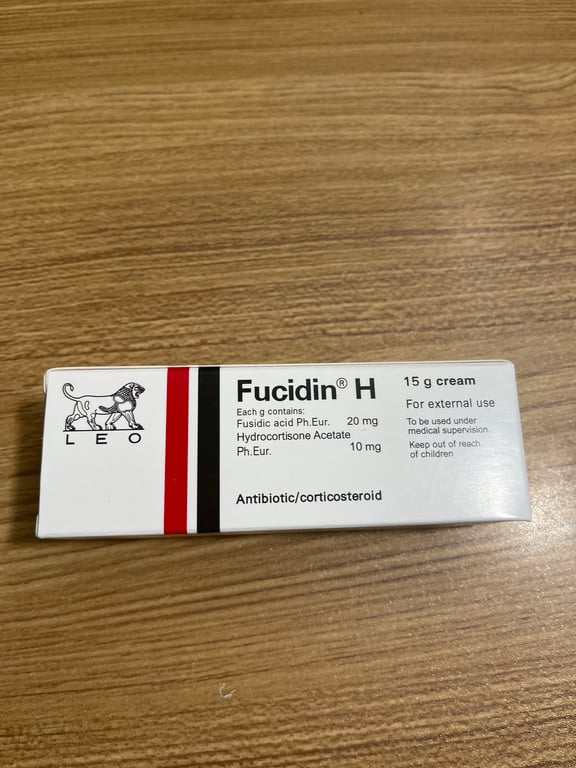 LEO
Fucidin® H
Each g contains:
Fusidic acid Ph.Eur. 20 mg
Hydrocortisone Acetate
Ph.Eur. 10 mg
Antibiotic/corticosteroid
15 g cream
For external use
To be used under
medical supervision.
Keep out of reach
of children